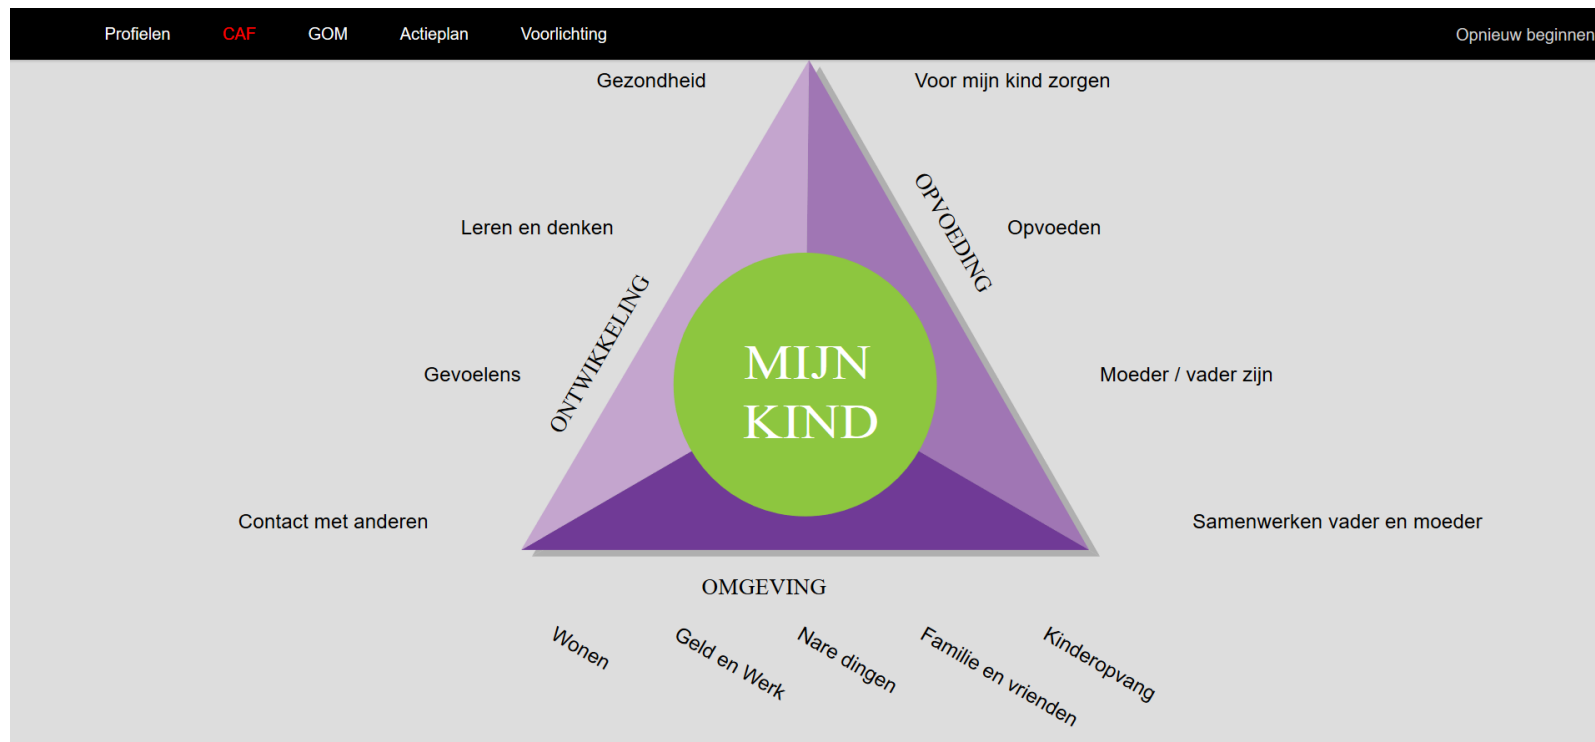 Profielen CAF GOM Actieplan Voorlichting Opnieuw beginnen
Gezondheid Voor mijn kind zorgen
OPVOEDING
Leren en denken Opvoeden
ONTWIKKELING
MIJN
KIND
Gevoelens Moeder / vader zijn
Contact met anderen Samenwerken vader en moeder
OMGEVING
Wonen
Geld en Werk
Nare dingen
Familie en vrienden
Kinderopvang